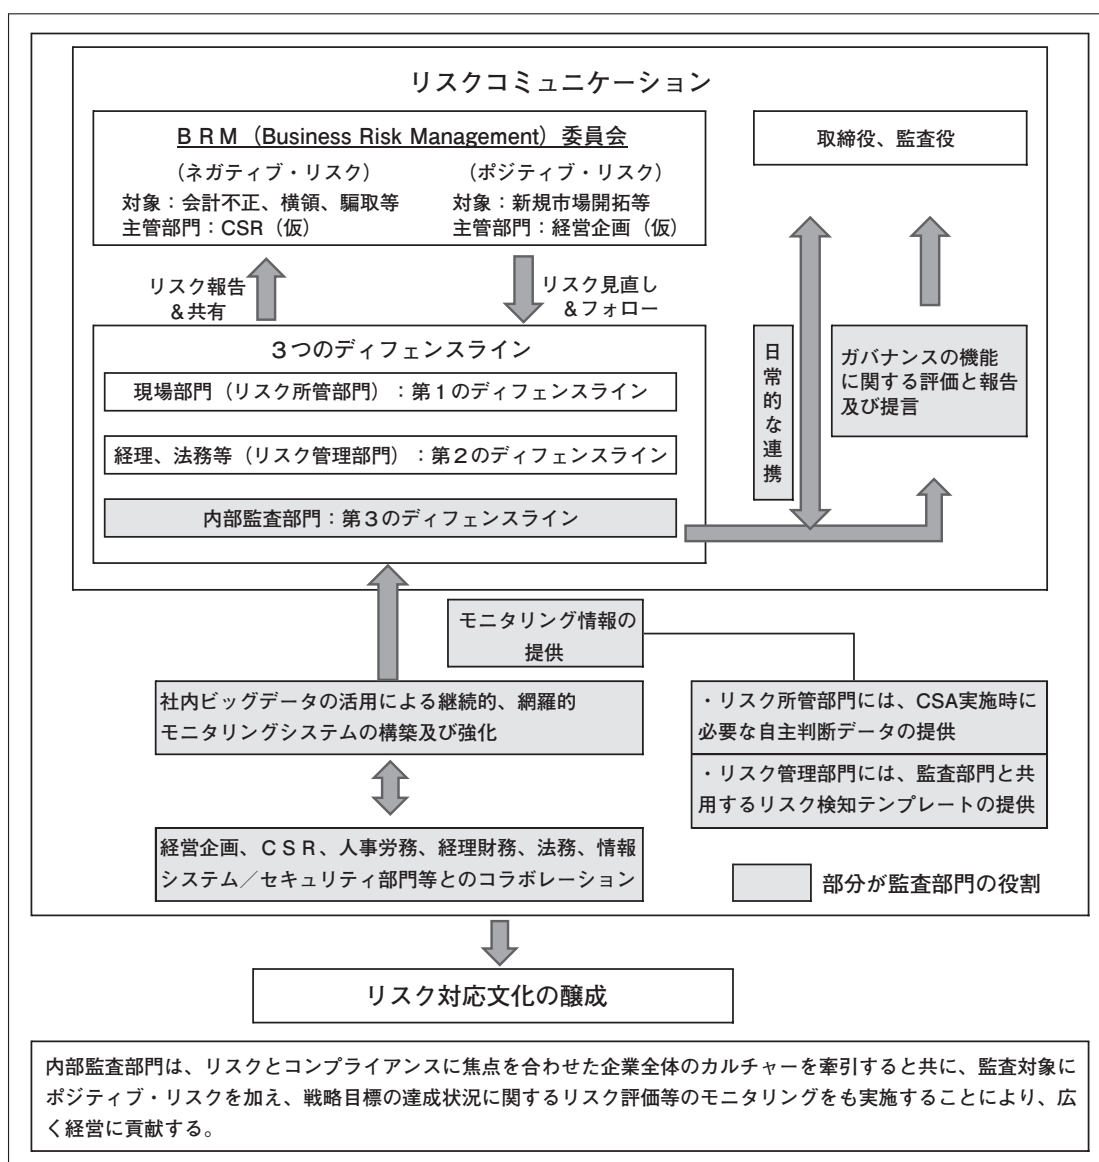 リスクコミュニケーション
ＢＲＭ（Business Risk Management）委員会
（ネガティブ・リスク）
対象：会計不正、横領、騙取等
主管部門：CSR（仮）
（ポジティブ・リスク）
対象：新規市場開拓等
主管部門：経営企画（仮）
取締役、監査役
リスク報告
＆共有
リスク見直し
＆フォロー
３つのディフェンスライン
現場部門（リスク所管部門）：第１のディフェンスライン
経理、法務等（リスク管理部門）：第２のディフェンスライン
内部監査部門：第３のディフェンスライン
日常的な連携
ガバナンスの機能
に関する評価と報告
及び提言
モニタリング情報の
提供
社内ビッグデータの活用による継続的、網羅的
モニタリングシステムの構築及び強化
・リスク所管部門には、CSA実施時に
必要な自主判断データの提供
・リスク管理部門には、監査部門と共
用するリスク検知テンプレートの提供
経営企画、ＣＳＲ、人事労務、経理財務、法務、情報
システム／セキュリティ部門等とのコラボレーション
部分が監査部門の役割
リスク対応文化の醸成
内部監査部門は、リスクとコンプライアンスに焦点を合わせた企業全体のカルチャーを牽引すると共に、監査対象に
ポジティブ・リスクを加え、戦略目標の達成状況に関するリスク評価等のモニタリングをも実施することにより、広
く経営に貢献する。